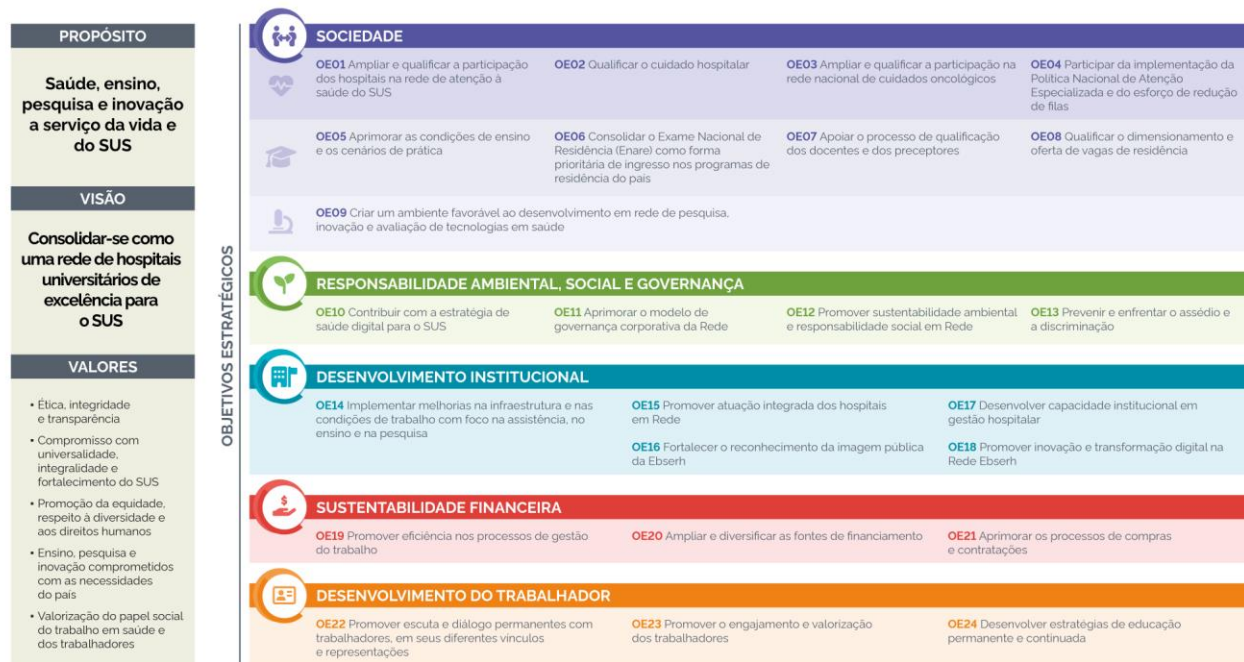 PROPÓSITO
Saúde, ensino,
pesquisa e inovação
a serviço da vida e
do SUS
VISÃO
Consolidar-se como
uma rede de hospitais
universitários de
excelência para
o SUS
VALORES
• Ética, integridade
e transparência
• Compromisso com
universalidade,
integralidade e
fortalecimento do SUS
• Promoção da equidade,
respeito à diversidade e
aos direitos humanos
• Ensino, pesquisa e
inovação comprometidos
com as necessidades
do país
• Valorização do papel social
do trabalho em saúde e
dos trabalhadores
OBJETIVOS ESTRATÉGICOS
SOCIEDADE
OE01 Ampliar e qualificar a participação
dos hospitais na rede de atenção à
saúde do SUS
OE02 Qualificar o cuidado hospitalar
OE03 Ampliar e qualificar a participação na
rede nacional de cuidados oncológicos
OE04 Participar da implementação da
Política Nacional de Atenção
Especializada e do esforço de redução
de filas
OE05 Aprimorar as condições de ensino
e os cenários de prática
OE06 Consolidar o Exame Nacional de
Residência (Enare) como forma
prioritária de ingresso nos programas de
residência do país
OE07 Apoiar o processo de qualificação
dos docentes e dos preceptores
OE08 Qualificar o dimensionamento e
oferta de vagas de residência
OE09 Criar um ambiente favorável ao desenvolvimento em rede de pesquisa,
inovação e avaliação de tecnologias em saúde
RESPONSABILIDADE AMBIENTAL, SOCIAL E GOVERNANÇA
OE10 Contribuir com a estratégia de
saúde digital para o SUS
OE11 Aprimorar o modelo de
governança corporativa da Rede
OE12 Promover sustentabilidade ambiental
e responsabilidade social em Rede
OE13 Prevenir e enfrentar o assédio e
a discriminação
DESENVOLVIMENTO INSTITUCIONAL
OE14 Implementar melhorias na infraestrutura e nas
condições de trabalho com foco na assistência, no
ensino e na pesquisa
OE15 Promover atuação integrada dos hospitais
em Rede
OE16 Fortalecer o reconhecimento da imagem pública
da Ebserh
OE17 Desenvolver capacidade institucional em
gestão hospitalar
OE18 Promover inovação e transformação digital na
Rede Ebserh
SUSTENTABILIDADE FINANCEIRA
OE19 Promover eficiência nos processos de gestão
do trabalho
OE20 Ampliar e diversificar as fontes de financiamento
OE21 Aprimorar os processos de compras
e contratações
DESENVOLVIMENTO DO TRABALHADOR
OE22 Promover escuta e diálogo permanentes com
trabalhadores, em seus diferentes vínculos
e representações
OE23 Promover o engajamento e valorização
dos trabalhadores
OE24 Desenvolver estratégias de educação
permanente e continuada